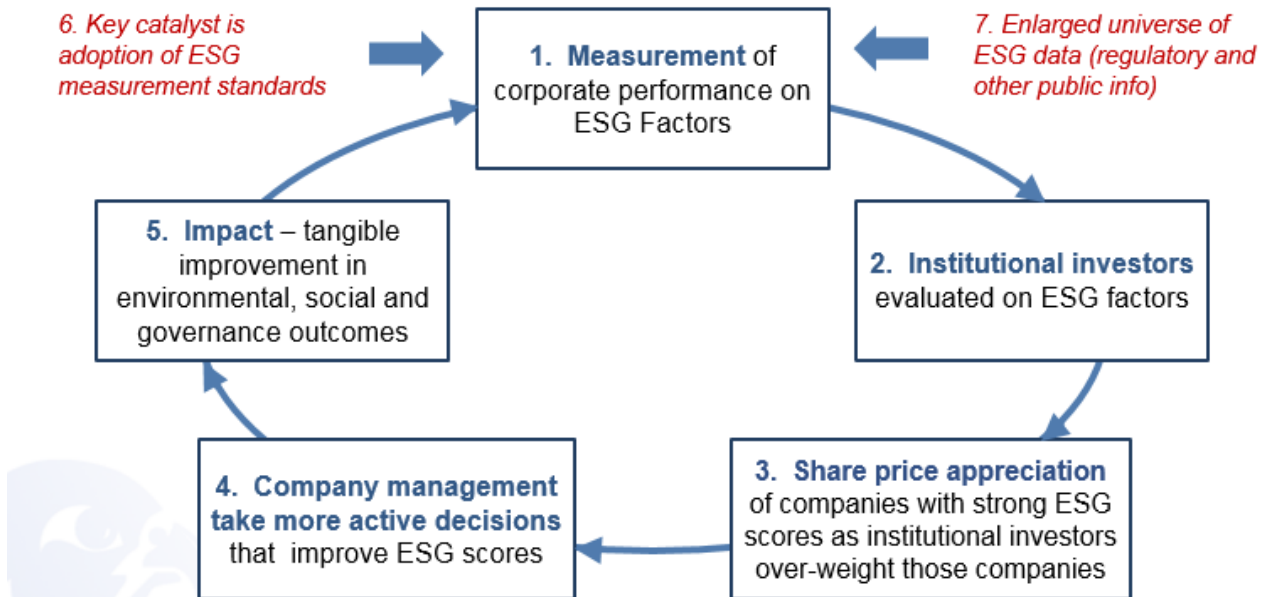 6. Key catalyst is
adoption of ESG
measurement standards
1. Measurement of
corporate performance on
ESG Factors
7. Enlarged universe of
ESG data (regulatory and
other public info)
2. Institutional investors
evaluated on ESG factors
3. Share price appreciation
of companies with strong ESG
scores as institutional investors
over-weight those companies
4. Company management
take more active decisions
that improve ESG scores
5. Impact – tangible
improvement in
environmental, social and
governance outcomes